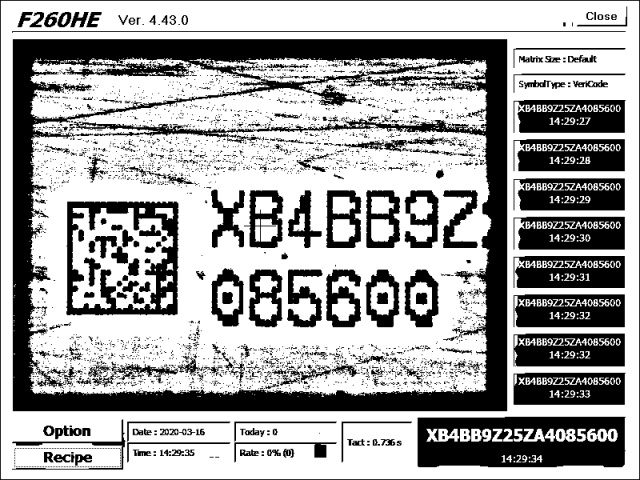 F260HE Ver. 4.43.0
Close
Matrix Size : Default
SymbolType : VeriCode
XB4BB9Z25ZA4085600
14:29:27
XB4BB9Z25ZA4085600
14:29:28
XB4BB9Z25ZA4085600
14:29:29
XB4BB9Z25ZA4085600
14:29:30
XB4BB9Z25ZA4085600
14:29:31
XB4BB9Z25ZA4085600
14:29:32
XB4BB9Z25ZA4085600
14:29:32
XB4BB9Z25ZA4085600
14:29:33
XB4BB9Z
085600
Option
Recipe
Date : 2020-03-16
Time : 14:29:35
Today : 0
Rate : 0% (0)
Tact : 0.736 s
XB4BB9Z25ZA4085600
14:29:34